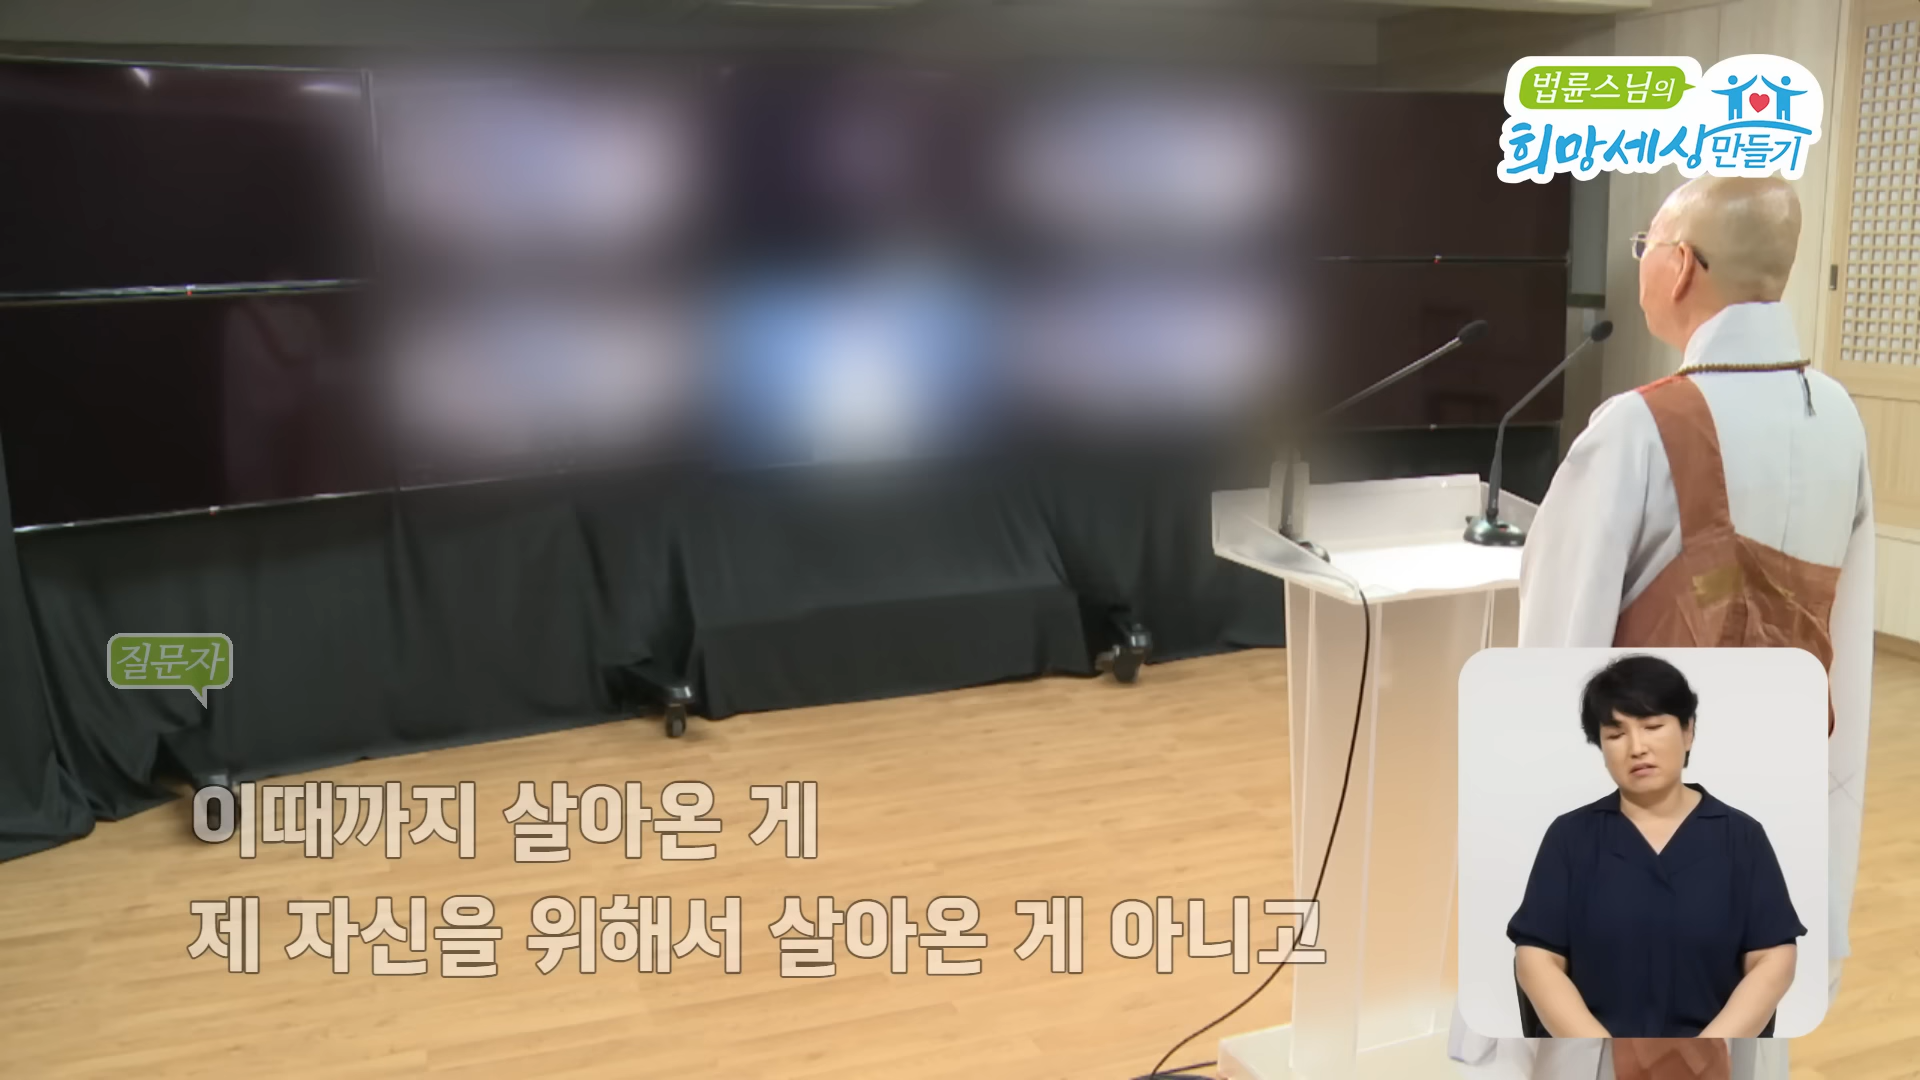 법륜스님의
희망세상만들기
질문자
이때까지 살아온 게
제 자신을 위해서 살아온 게 아니고